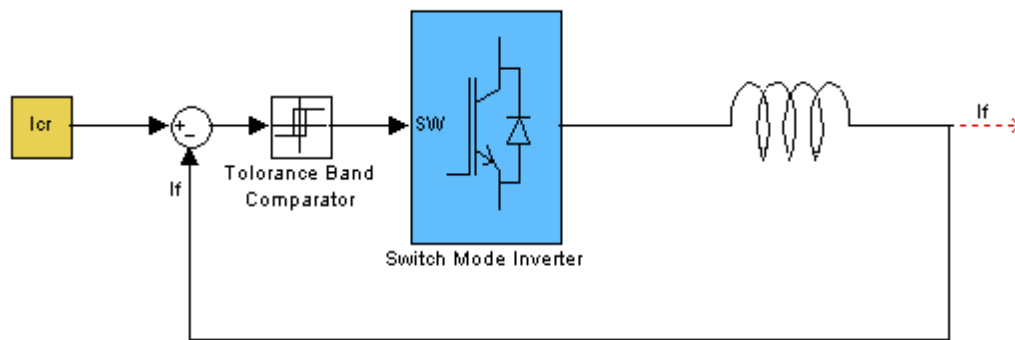 Icr
+
−
If
Tolorance Band
Comparator
SW
Switch Mode Inverter
If